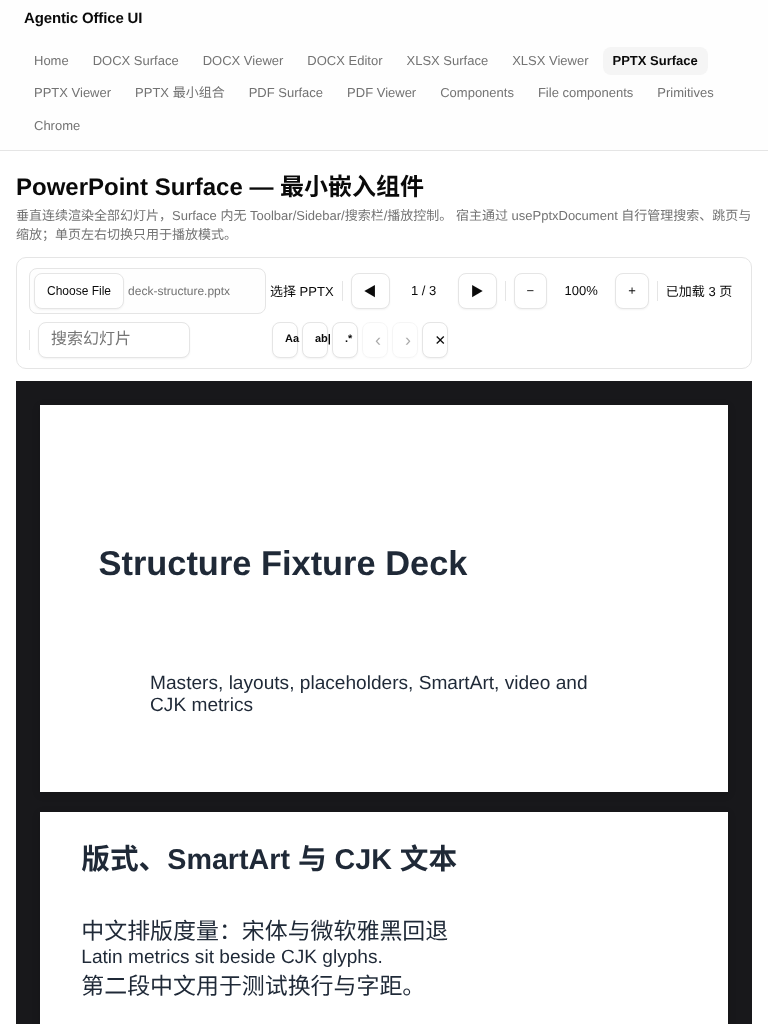 Agentic Office UI
Home DOCX Surface DOCX Viewer DOCX Editor XLSX Surface XLSX Viewer PPTX Surface
PPTX Viewer PPTX 最小组合 PDF Surface PDF Viewer Components File components Primitives
Chrome
PowerPoint Surface — 最小嵌入组件
垂直连续渲染全部幻灯片，Surface 内无 Toolbar/Sidebar/搜索栏/播放控制。 宿主通过 usePptxDocument 自行管理搜索、跳页与
缩放；单页左右切换只用于播放模式。
Choose File deck-structure.pptx 选择 PPTX ◀ 1 / 3 ▶ − 100% + 已加载 3 页
搜索幻灯片 Aa ab| .* ‹ › ✕
Structure Fixture Deck
Masters, layouts, placeholders, SmartArt, video and
CJK metrics
版式、SmartArt 与 CJK 文本
中文排版度量：宋体与微软雅黑回退
Latin metrics sit beside CJK glyphs.
第二段中文用于测试换行与字距。